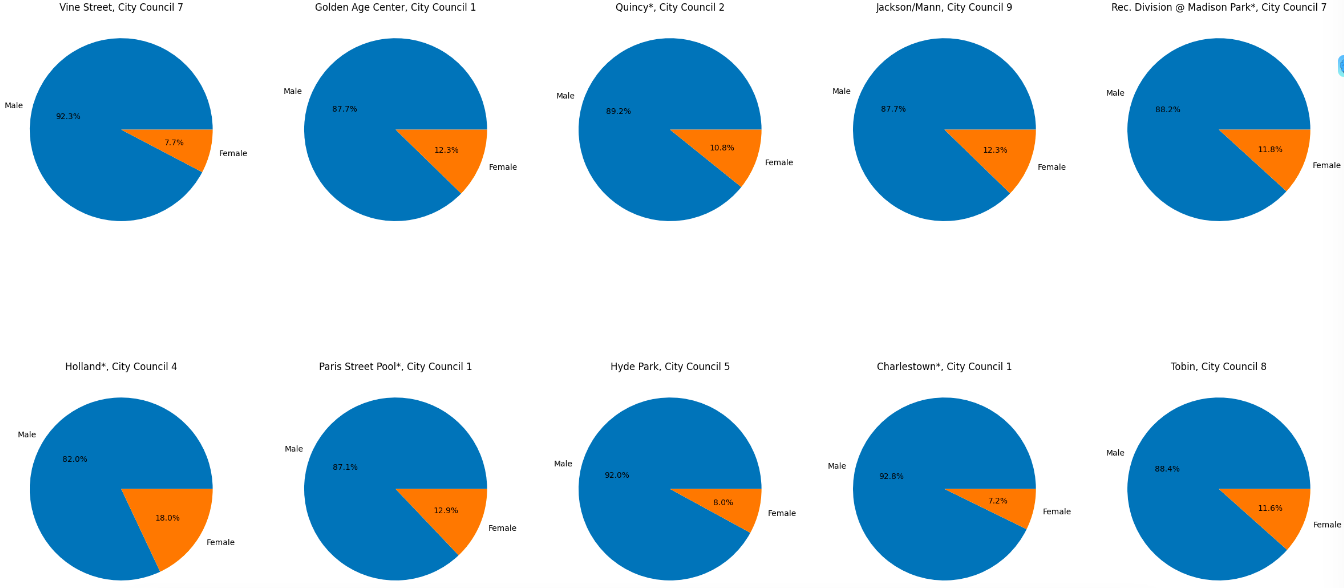 Vine Street, City Council 7
Male
92.3%
7.7%
Female
Golden Age Center, City Council 1
Male
87.7%
12.3%
Female
Quincy*, City Council 2
Male
89.2%
10.8%
Female
Jackson/Mann, City Council 9
Male
87.7%
12.3%
Female
Rec. Division @ Madison Park*, City Council 7
Male
88.2%
11.8%
Female
Holland*, City Council 4
Male
82.0%
18.0%
Female
Paris Street Pool*, City Council 1
Male
87.1%
12.9%
Female
Hyde Park, City Council 5
Male
92.0%
8.0%
Female
Charlestown*, City Council 1
Male
92.8%
7.2%
Female
Tobin, City Council 8
Male
88.4%
11.6%
Female